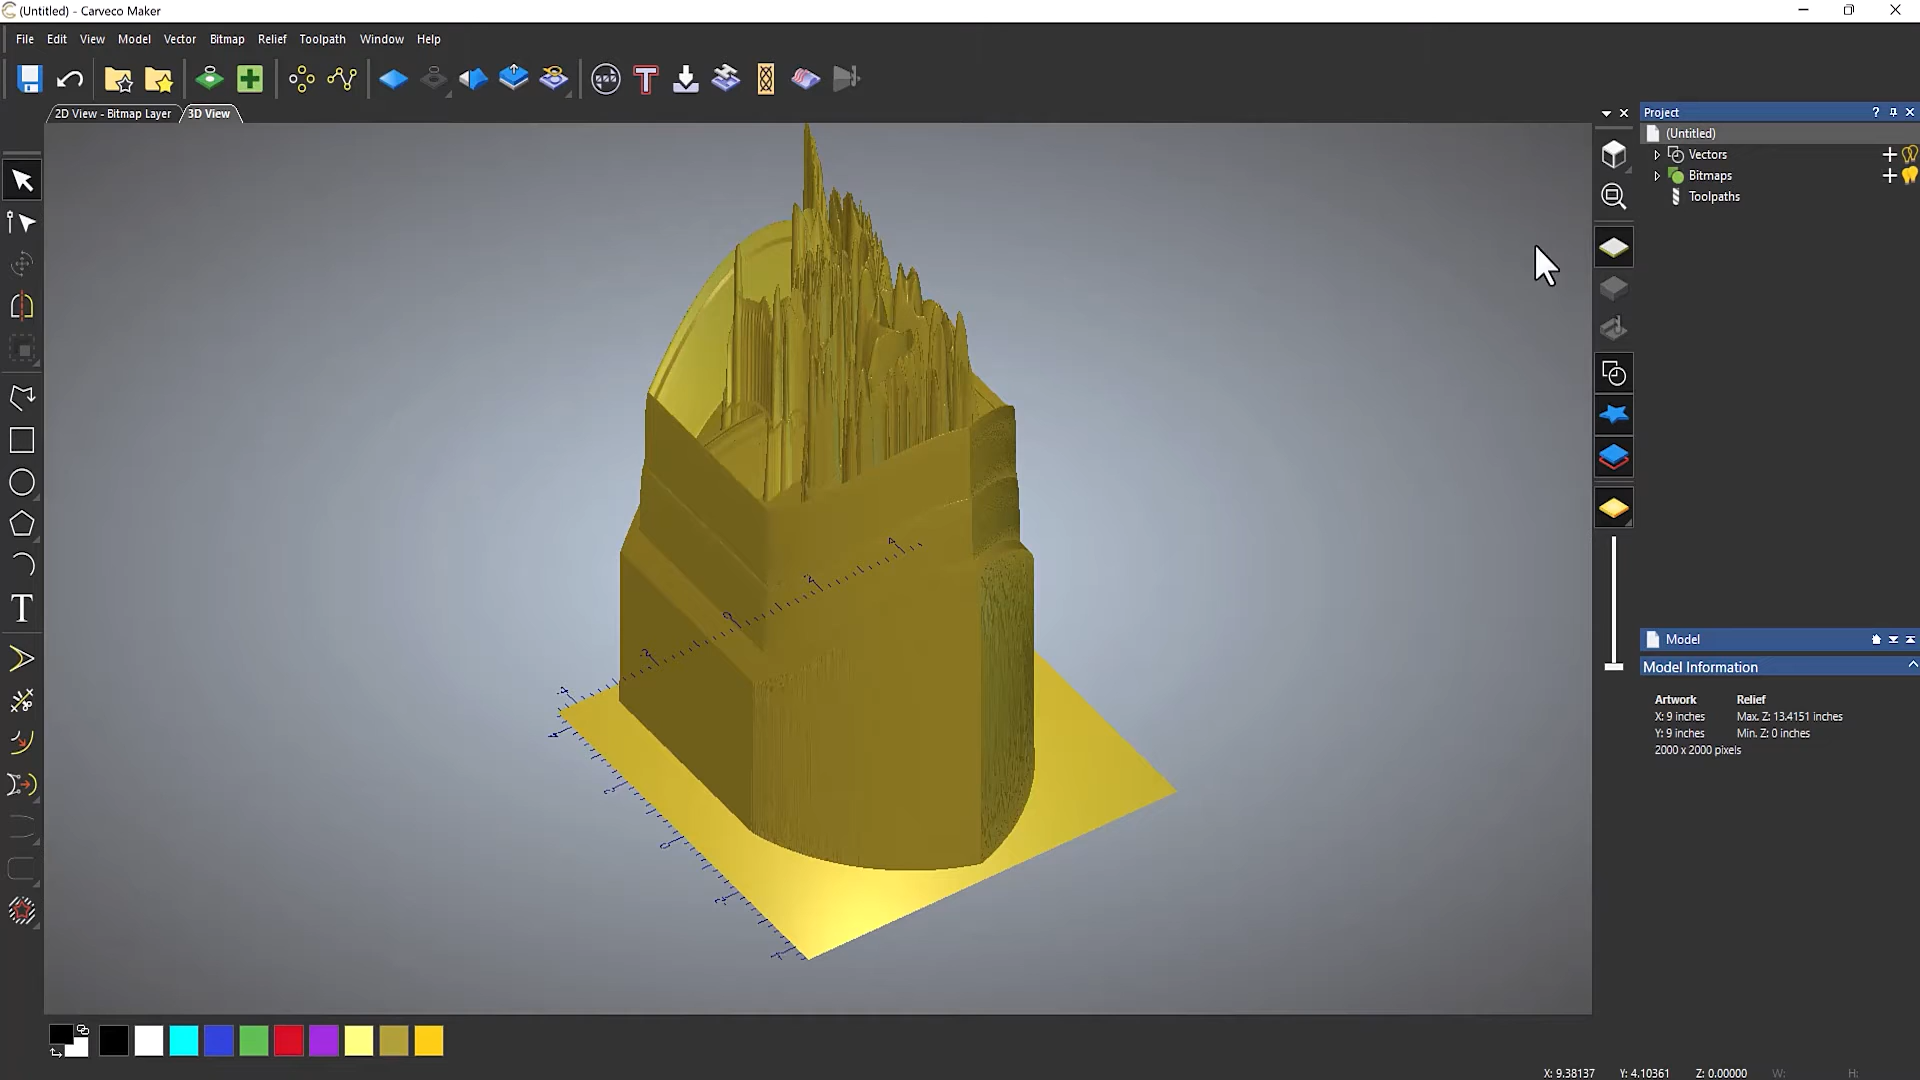 (Untitled) - Carveco Maker
File Edit View Model Vector Bitmap Relief Toolpath Window Help
2D View - Bitmap Layer 3D View
Project
(Untitled)
Vectors
Bitmaps
Toolpaths
Model
Model Information
Artwork Relief
X: 9 inches Max. Z: 13.4151 inches
Y: 9 inches Min. Z: 0 inches
2000 x 2000 pixels
X: 9.38137 Y: 4.10361 Z: 0.00000 W: H: